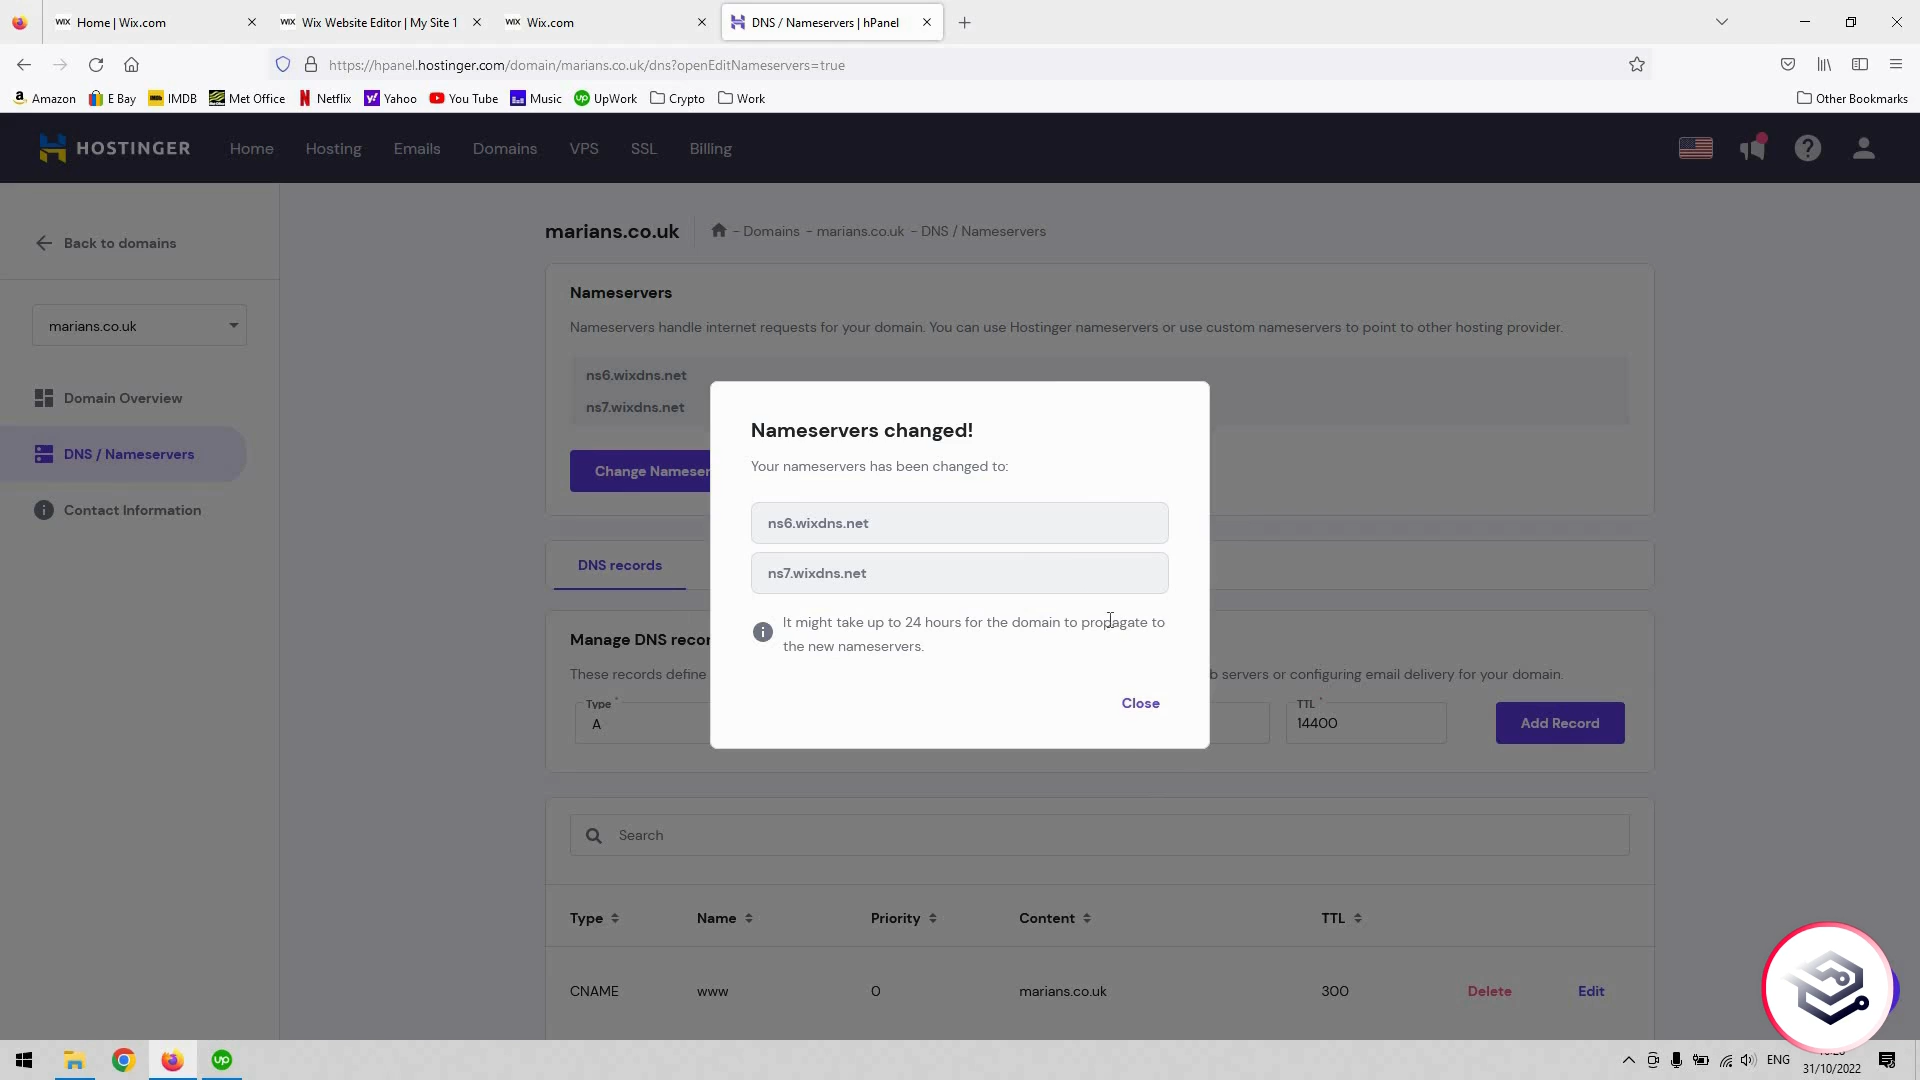 Home | Wix.com
WIX Wix Website Editor | My Site 1
WIX Wix.com
DNS / Nameservers | hPanel
https://hpanel.hostinger.com/domain/marians.co.uk/dns?openEditNameservers=true
Amazon E Bay IMDB Met Office Netflix Yahoo You Tube Music UpWork Crypto Work Other Bookmarks
HOSTINGER Home Hosting Emails Domains VPS SSL Billing
Back to domains
marians.co.uk
Domain Overview
DNS / Nameservers
Contact Information
marians.co.uk - Domains - marians.co.uk - DNS / Nameservers
Nameservers
Nameservers handle internet requests for your domain. You can use Hostinger nameservers or use custom nameservers to point to other hosting provider.
ns6.wixdns.net
ns7.wixdns.net
Change Nameser
Nameservers changed!
Your nameservers has been changed to:
ns6.wixdns.net
ns7.wixdns.net
It might take up to 24 hours for the domain to propagate to
the new nameservers.
Close
DNS records
Manage DNS recor
These records define b servers or configuring email delivery for your domain.
Type *
A
TTL *
14400
Add Record
Search
Type Name Priority Content TTL
CNAME www 0 marians.co.uk 300 Delete Edit
up
ENG
31/10/2022